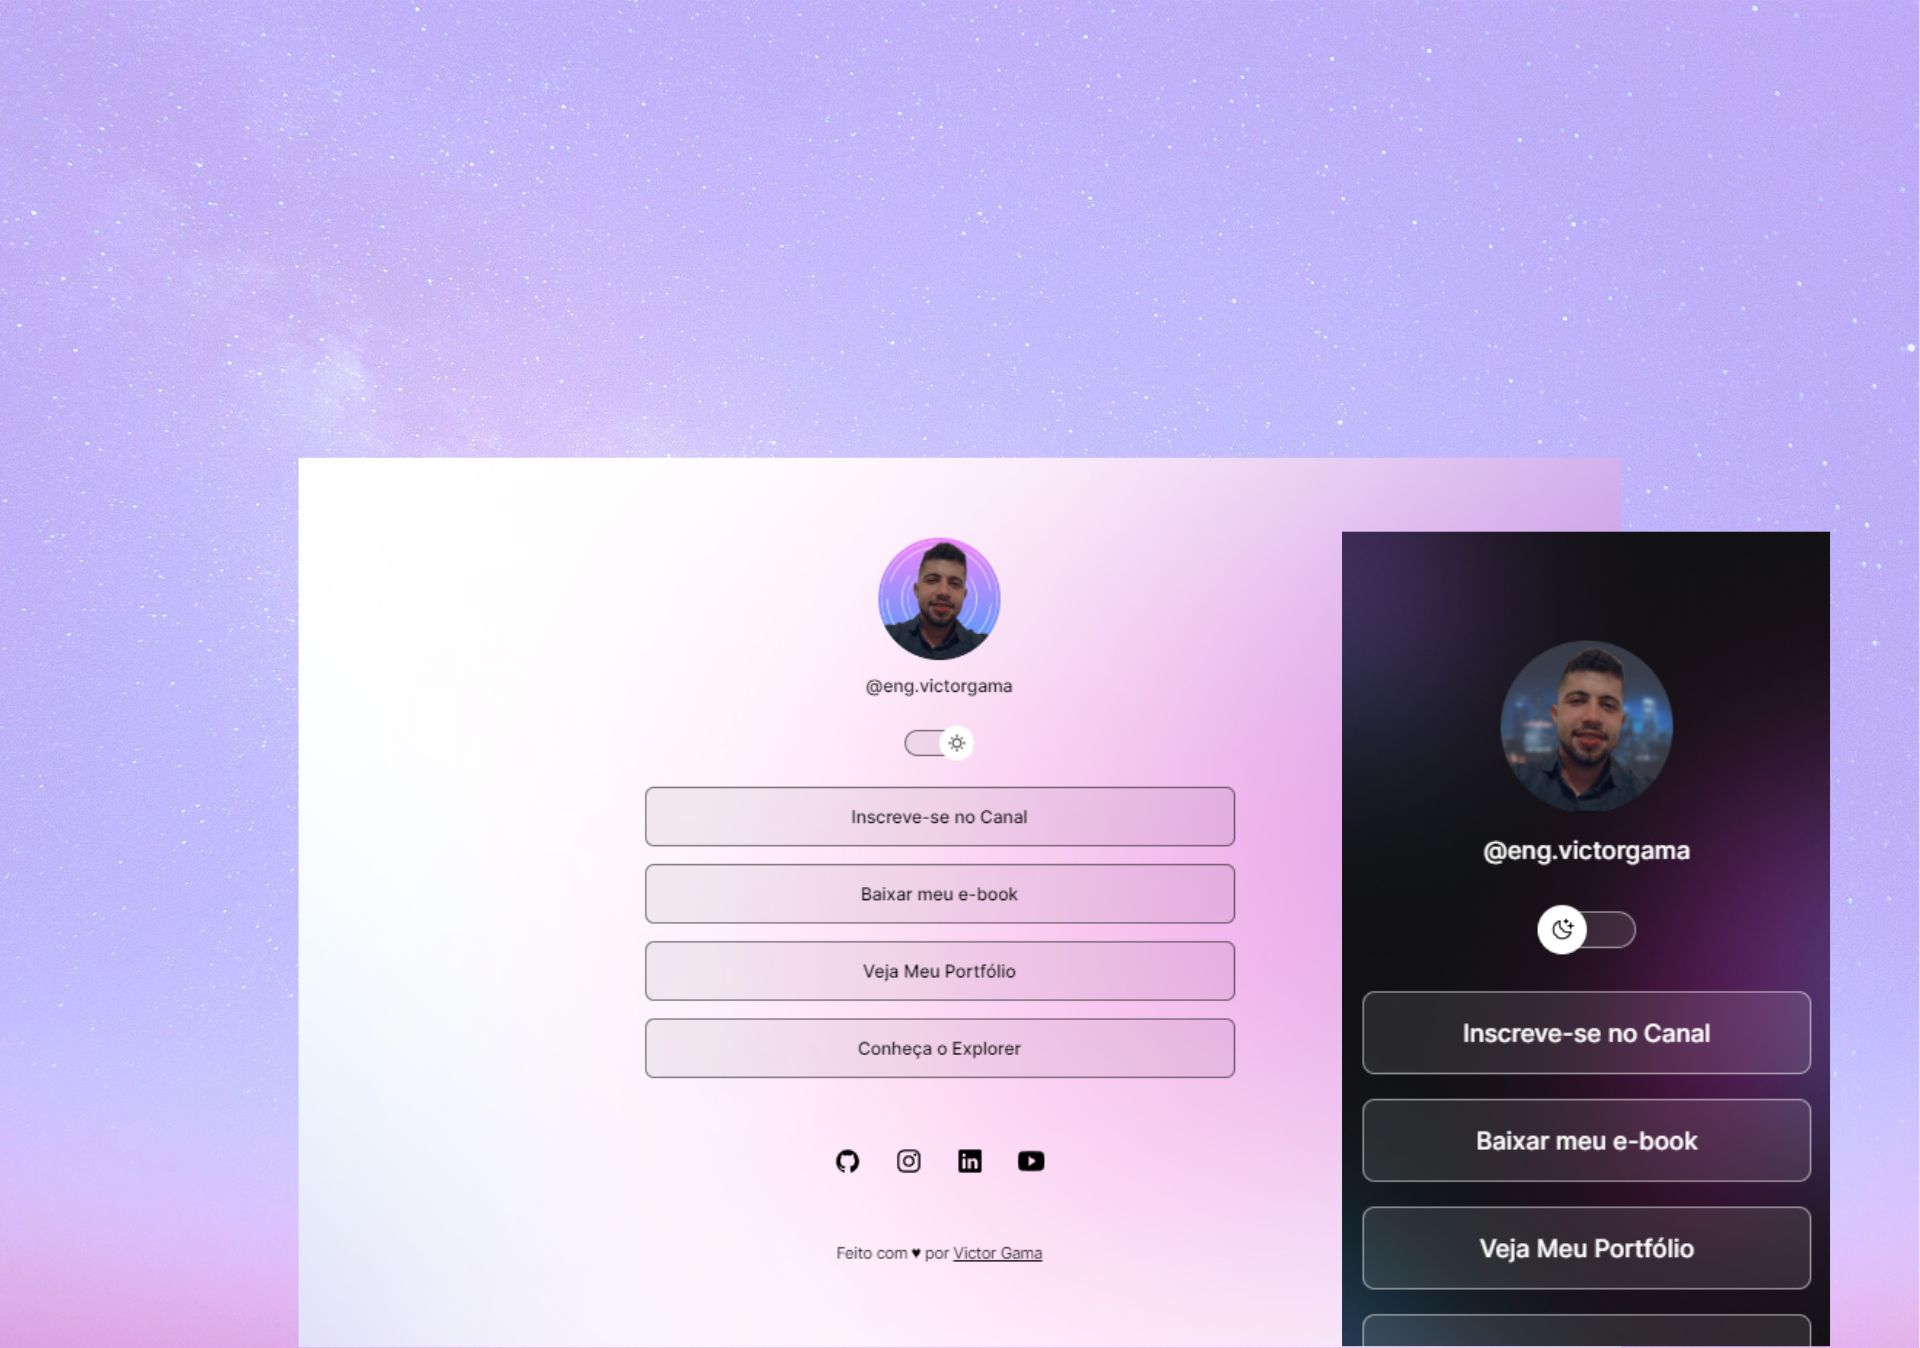 @eng.victorgama
Inscreve-se no Canal
Baixar meu e-book
Veja Meu Portfólio
Conheça o Explorer
in
Feito com ♥ por Victor Gama
@eng.victorgama
Inscreve-se no Canal
Baixar meu e-book
Veja Meu Portfólio